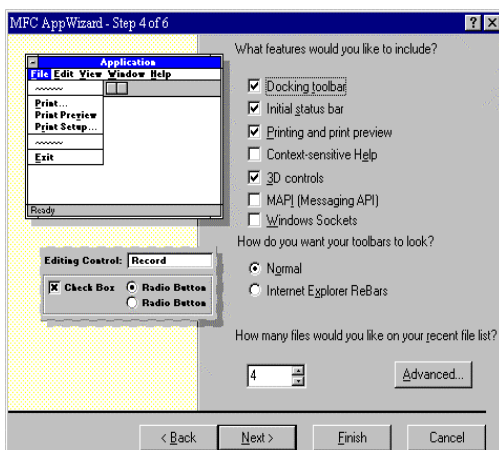 MFC AppWizard - Step 4 of 6
Application
File Edit View Window Help
Print...
Print Preview
Print Setup...
Exit
Ready
Editing Control: Record
Check Box
Radio Button
Radio Button
What features would you like to include?
Docking toolbar
Initial status bar
Printing and print preview
Context-sensitive Help
3D controls
MAPI (Messaging API)
Windows Sockets
How do you want your toolbars to look?
Normal
Internet Explorer ReBars
How many files would you like on your recent file list?
4
Advanced...
< Back
Next >
Finish
Cancel